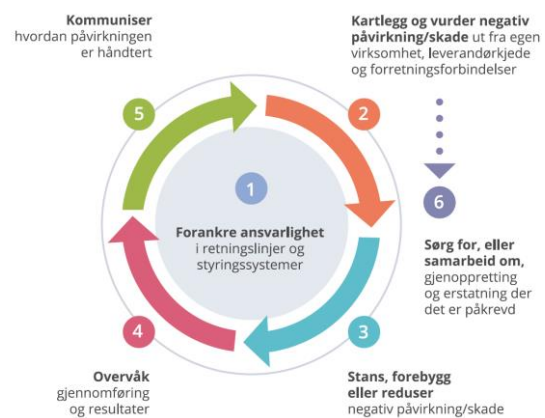 1
Forankre ansvarlighet
i retningslinjer og
styringssystemer
2
Kartlegg og vurder negativ
påvirkning/skade ut fra egen
virksomhet, leverandørkjede
og forretningsforbindelser
3
Stans, forebygg
eller reduser
negativ påvirkning/skade
4
Overvåk
gjennomføring
og resultater
5
Kommuniser
hvordan påvirkningen
er håndtert
6
Sørg for, eller
samarbeid om,
gjenoppretting
og erstatning der
det er påkrevd